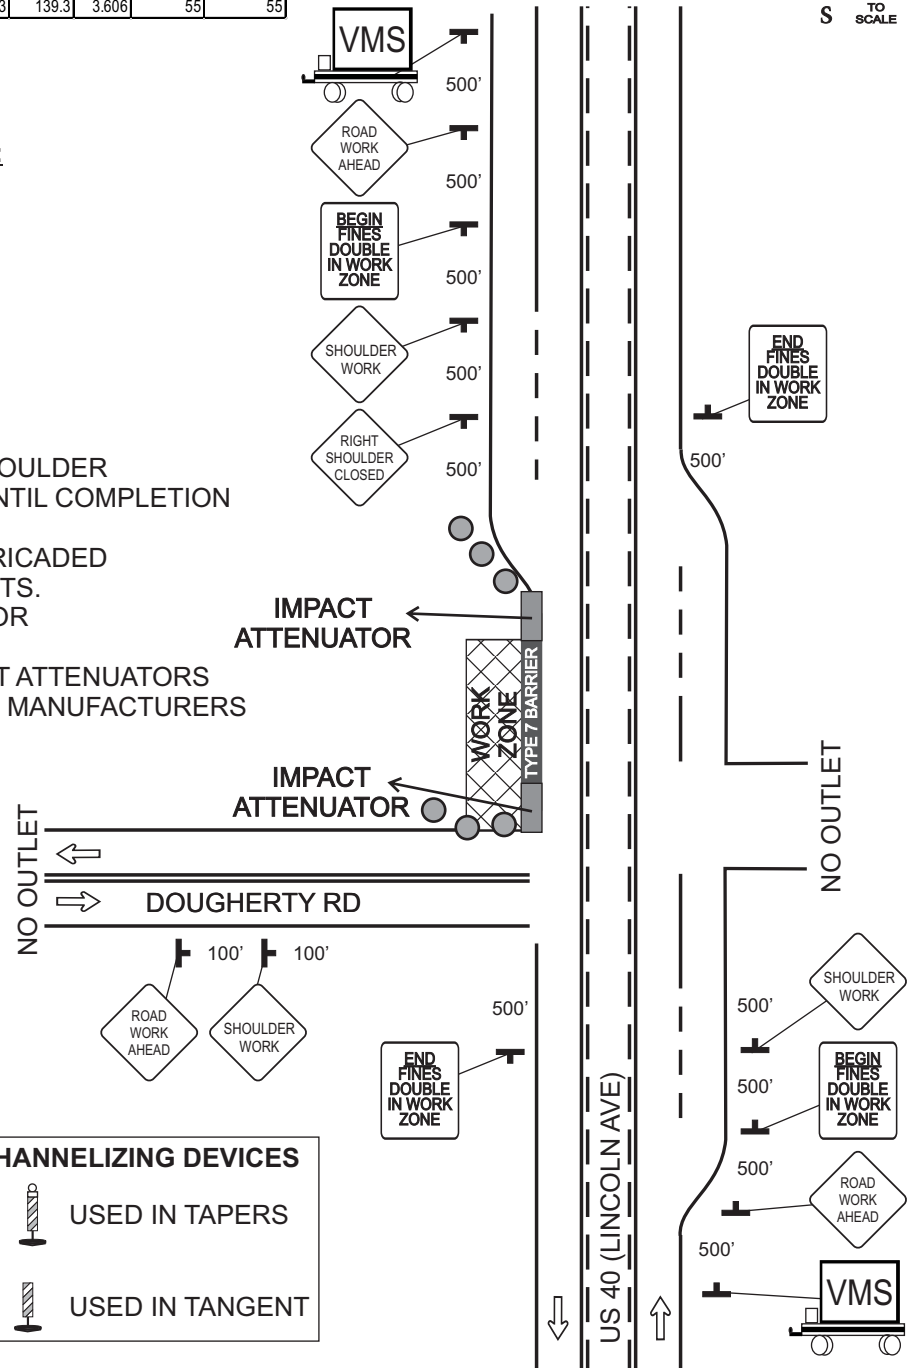 3 139.3 3.606 55 55
S
TO
SCALE
VMS
500’
ROAD
WORK
AHEAD
500’
BEGIN
FINES
DOUBLE
IN WORK
ZONE
500’
SHOULDER
WORK
500’
RIGHT
SHOULDER
CLOSED
500’
END
FINES
DOUBLE
IN WORK
ZONE
500’
OULDER
NTIL COMPLETION
RICADED
TS.
OR
T ATTENUATORS
MANUFACTURERS
IMPACT
ATTENUATOR
WORK
ZONE
TYPE 7 BARRIER
IMPACT
ATTENUATOR
NO OUTLET
NO OUTLET
DOUGHERTY RD
100’ 100’
ROAD
WORK
AHEAD
SHOULDER
WORK
500’
END
FINES
DOUBLE
IN WORK
ZONE
SHOULDER
WORK
500’
500’
BEGIN
FINES
DOUBLE
IN WORK
ZONE
500’
ROAD
WORK
AHEAD
500’
VMS
US 40 (LINCOLN AVE)
HANNELIZING DEVICES
USED IN TAPERS
USED IN TANGENT